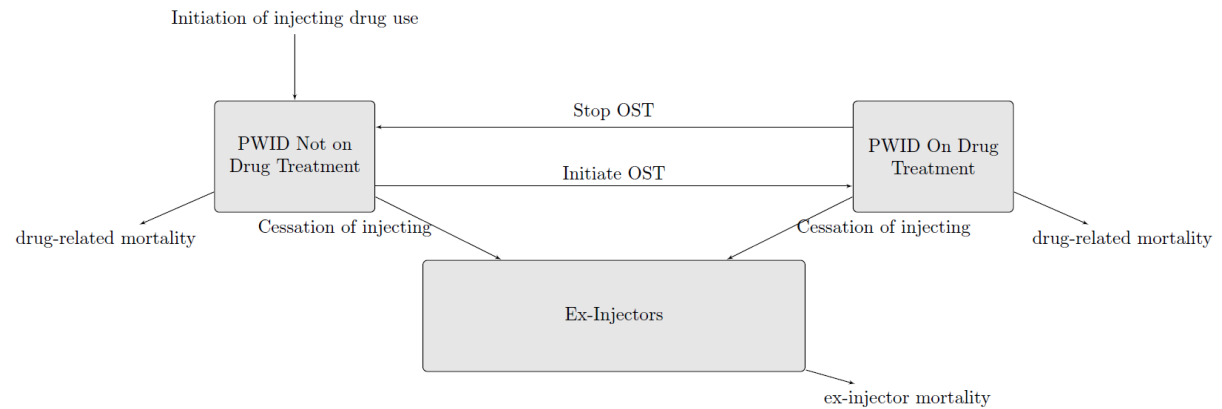 Initiation of injecting drug use
Stop OST
PWID Not on
Drug Treatment
PWID On Drug
Treatment
Initiate OST
Cessation of injecting
Cessation of injecting
drug-related mortality
drug-related mortality
Ex-Injectors
ex-injector mortality